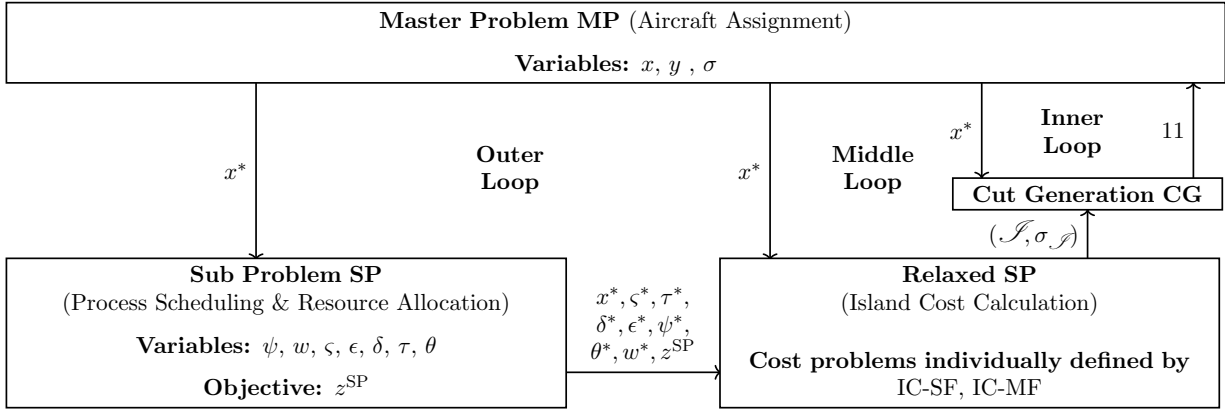 Master Problem MP (Aircraft Assignment)
Variables: x, y , σ
x*
Outer
Loop
x*
Middle
Loop
x*
Inner
Loop
11
Cut Generation CG
(ℐ, σ_ℐ)
Sub Problem SP
(Process Scheduling & Resource Allocation)
Variables: ψ, w, ς, ϵ, δ, τ, θ
Objective: z^SP
x*, ς*, τ*,
δ*, ϵ*, ψ*,
θ*, w*, z^SP
Relaxed SP
(Island Cost Calculation)
Cost problems individually defined by
IC-SF, IC-MF